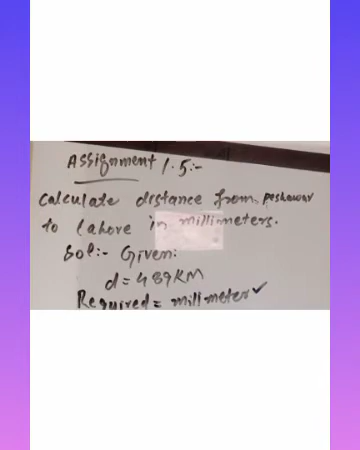 Assignment 1.5:-
Calculate distance from peshawar
to Lahore in millimeters.
Sol:- Given:
d = 489KM
Required = millimeter ✓